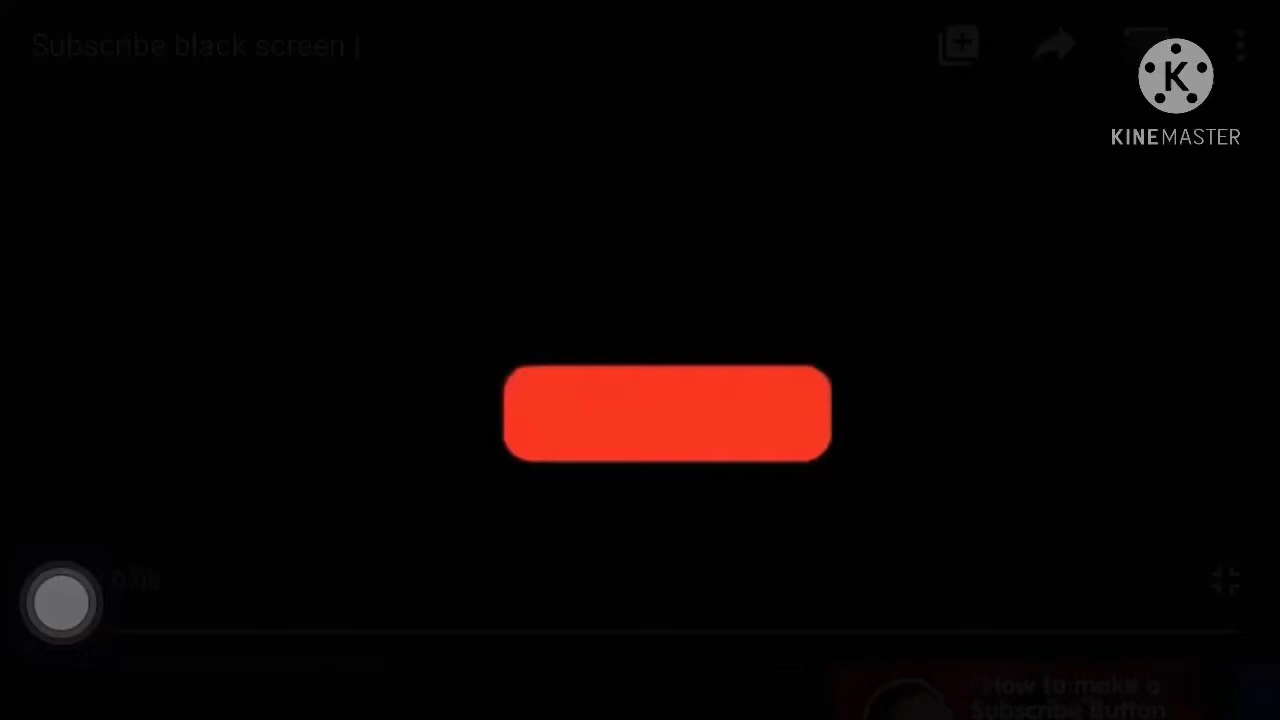 Subscribe black screen |
K
KINEMASTER
How to make a
Subscribe Button